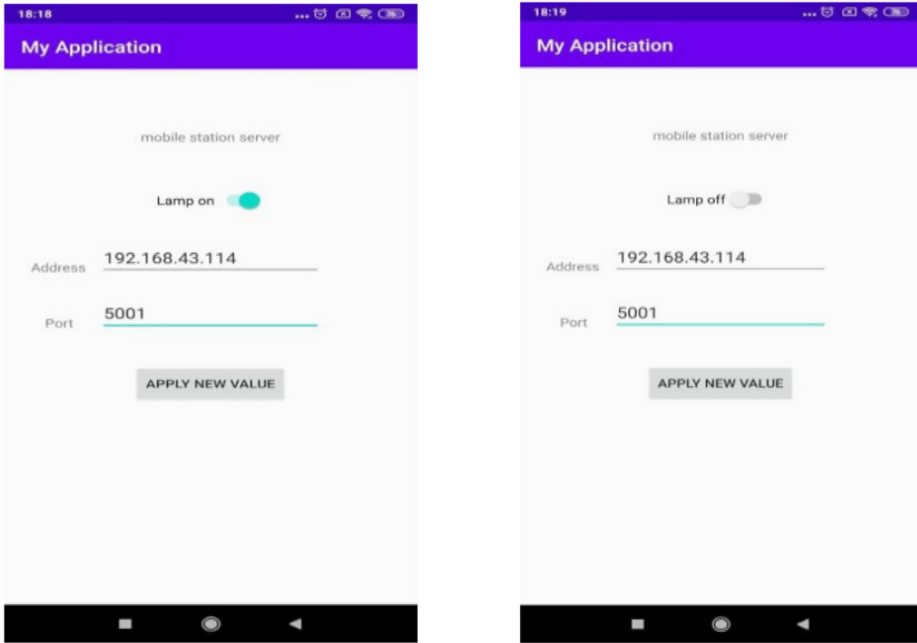 18:18
My Application
mobile station server
Lamp on
Address 192.168.43.114
Port 5001
APPLY NEW VALUE
18:19
My Application
mobile station server
Lamp off
Address 192.168.43.114
Port 5001
APPLY NEW VALUE